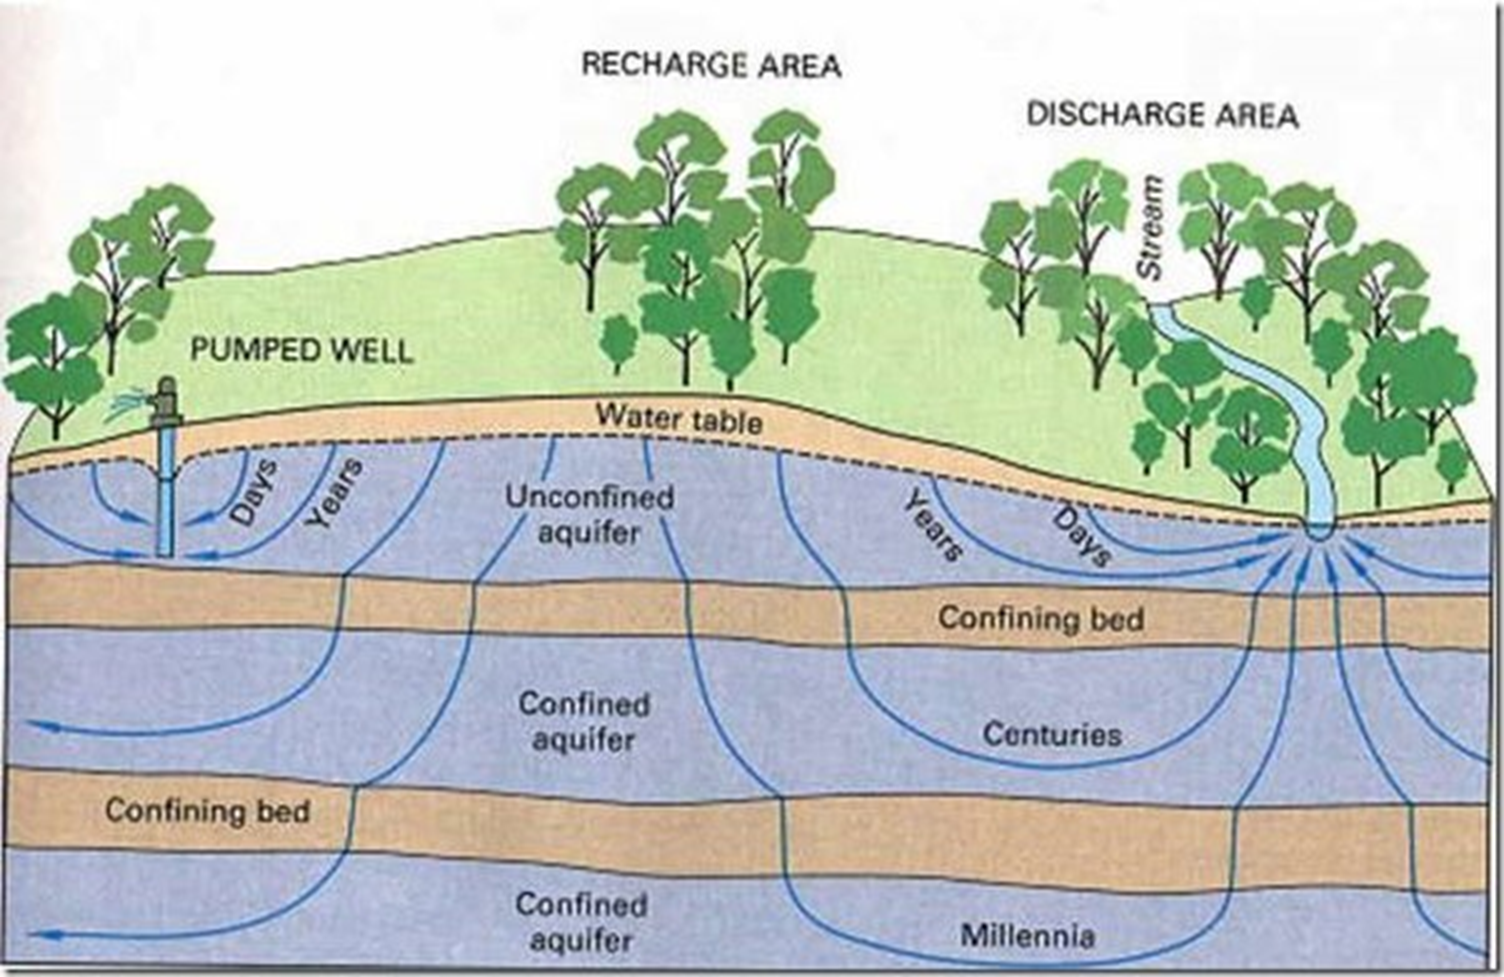 RECHARGE AREA
DISCHARGE AREA
Stream
PUMPED WELL
Water table
Days
Years
Unconfined
aquifer
Years
Days
Confining bed
Confined
aquifer
Centuries
Confining bed
Confined
aquifer
Millennia